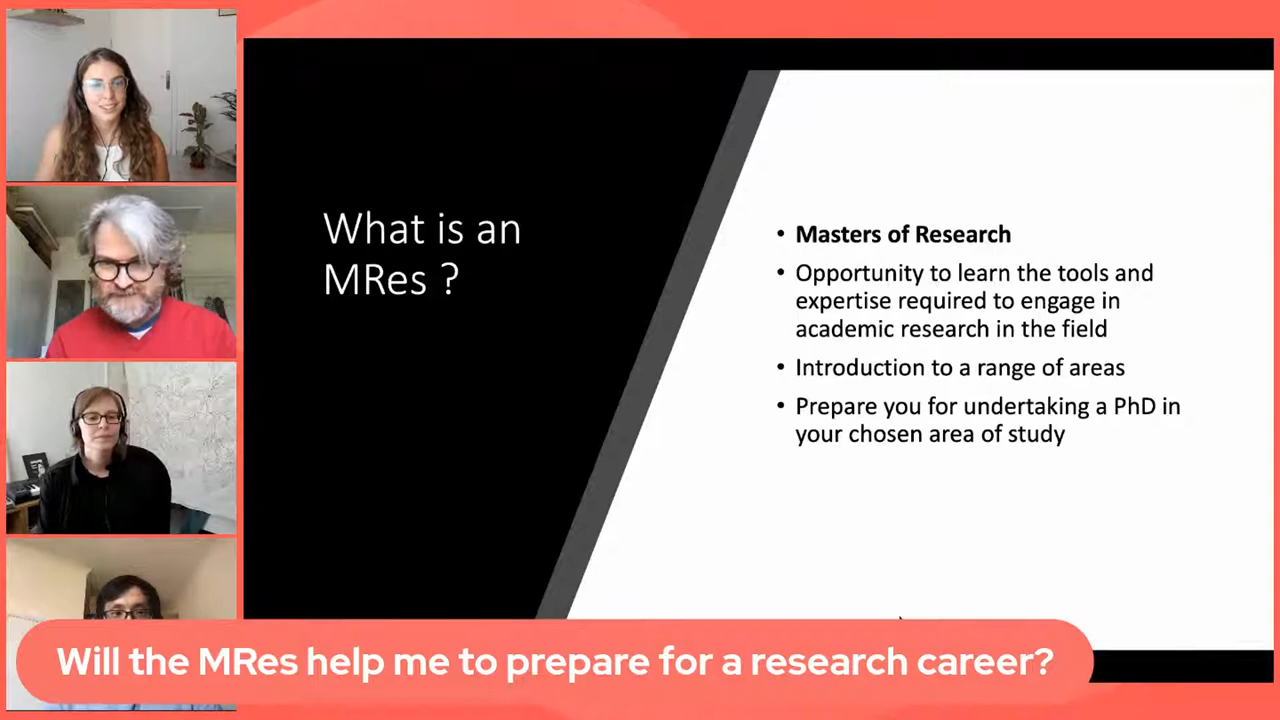 What is an
MRes ?
• Masters of Research
• Opportunity to learn the tools and
expertise required to engage in
academic research in the field
• Introduction to a range of areas
• Prepare you for undertaking a PhD in
your chosen area of study
Will the MRes help me to prepare for a research career?